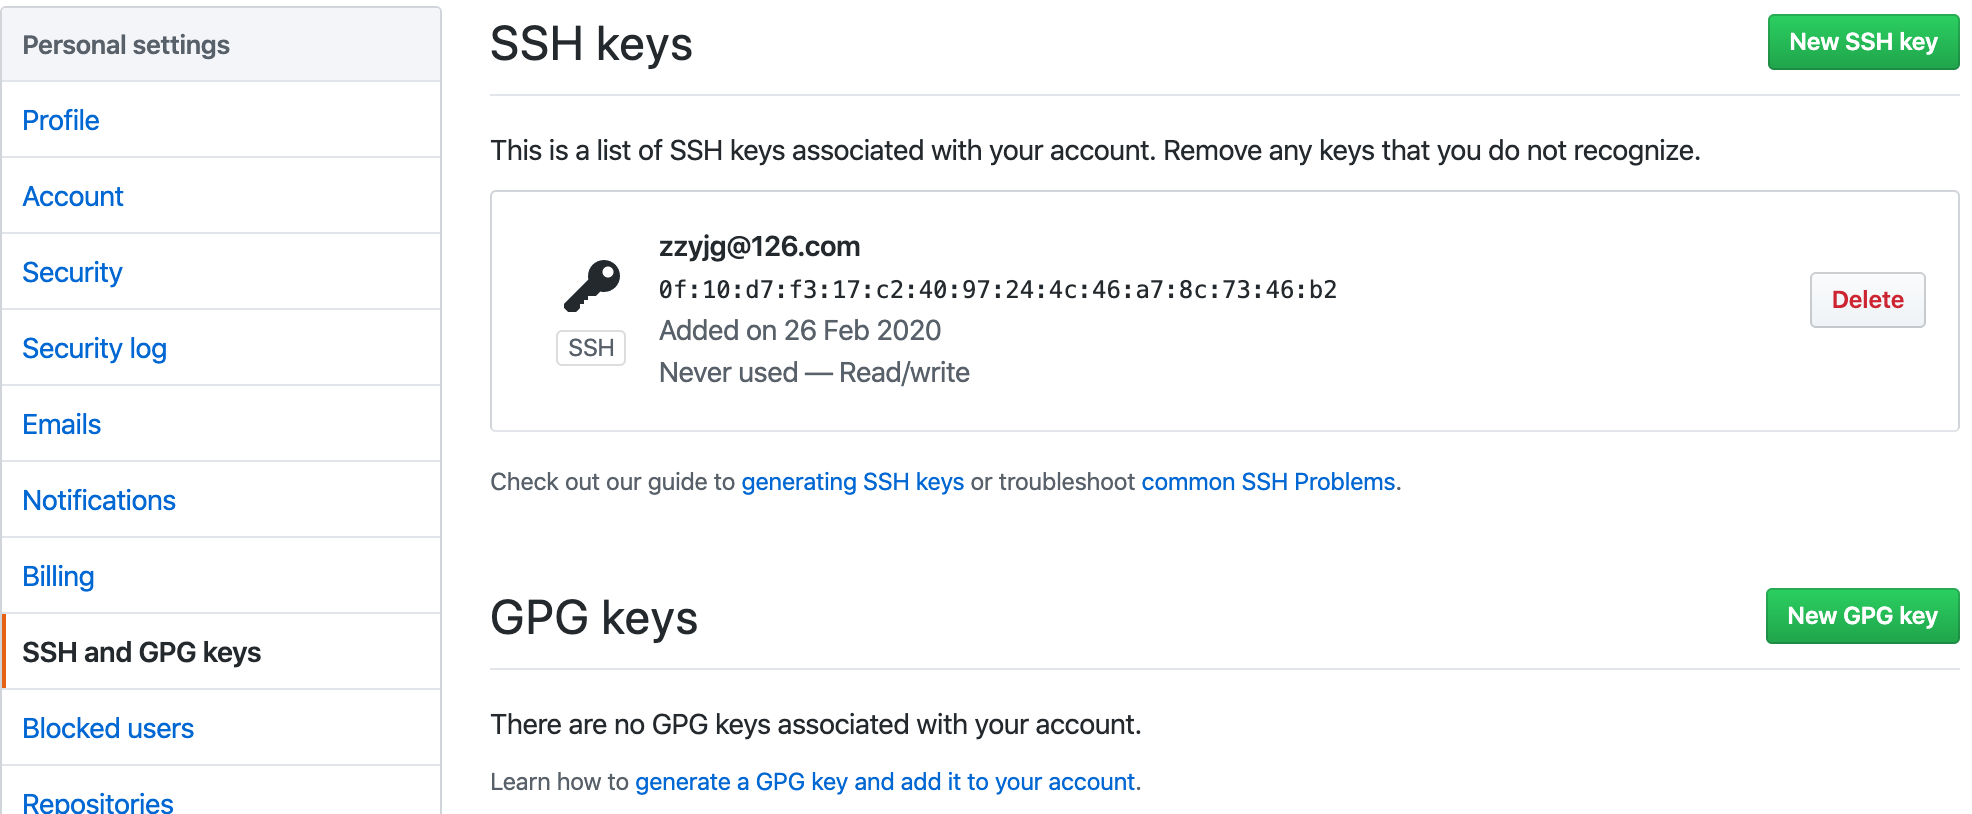 Personal settings
Profile
Account
Security
Security log
Emails
Notifications
Billing
SSH and GPG keys
Blocked users
Repositories
SSH keys
New SSH key
This is a list of SSH keys associated with your account. Remove any keys that you do not recognize.
zzyjg@126.com
0f:10:d7:f3:17:c2:40:97:24:4c:46:a7:8c:73:46:b2
Added on 26 Feb 2020
Never used — Read/write
SSH
Delete
Check out our guide to generating SSH keys or troubleshoot common SSH Problems.
GPG keys
New GPG key
There are no GPG keys associated with your account.
Learn how to generate a GPG key and add it to your account.